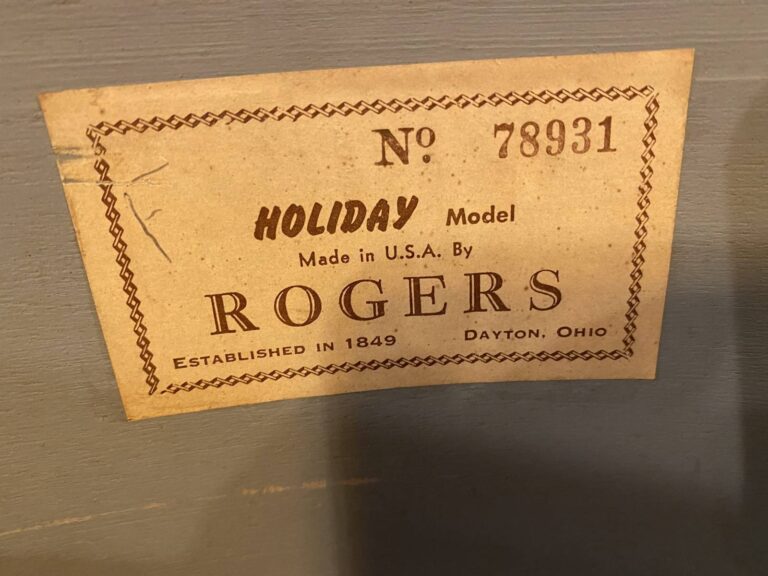 Nº 78931
HOLIDAY Model
Made in U.S.A. By
ROGERS
ESTABLISHED IN 1849 DAYTON, OHIO